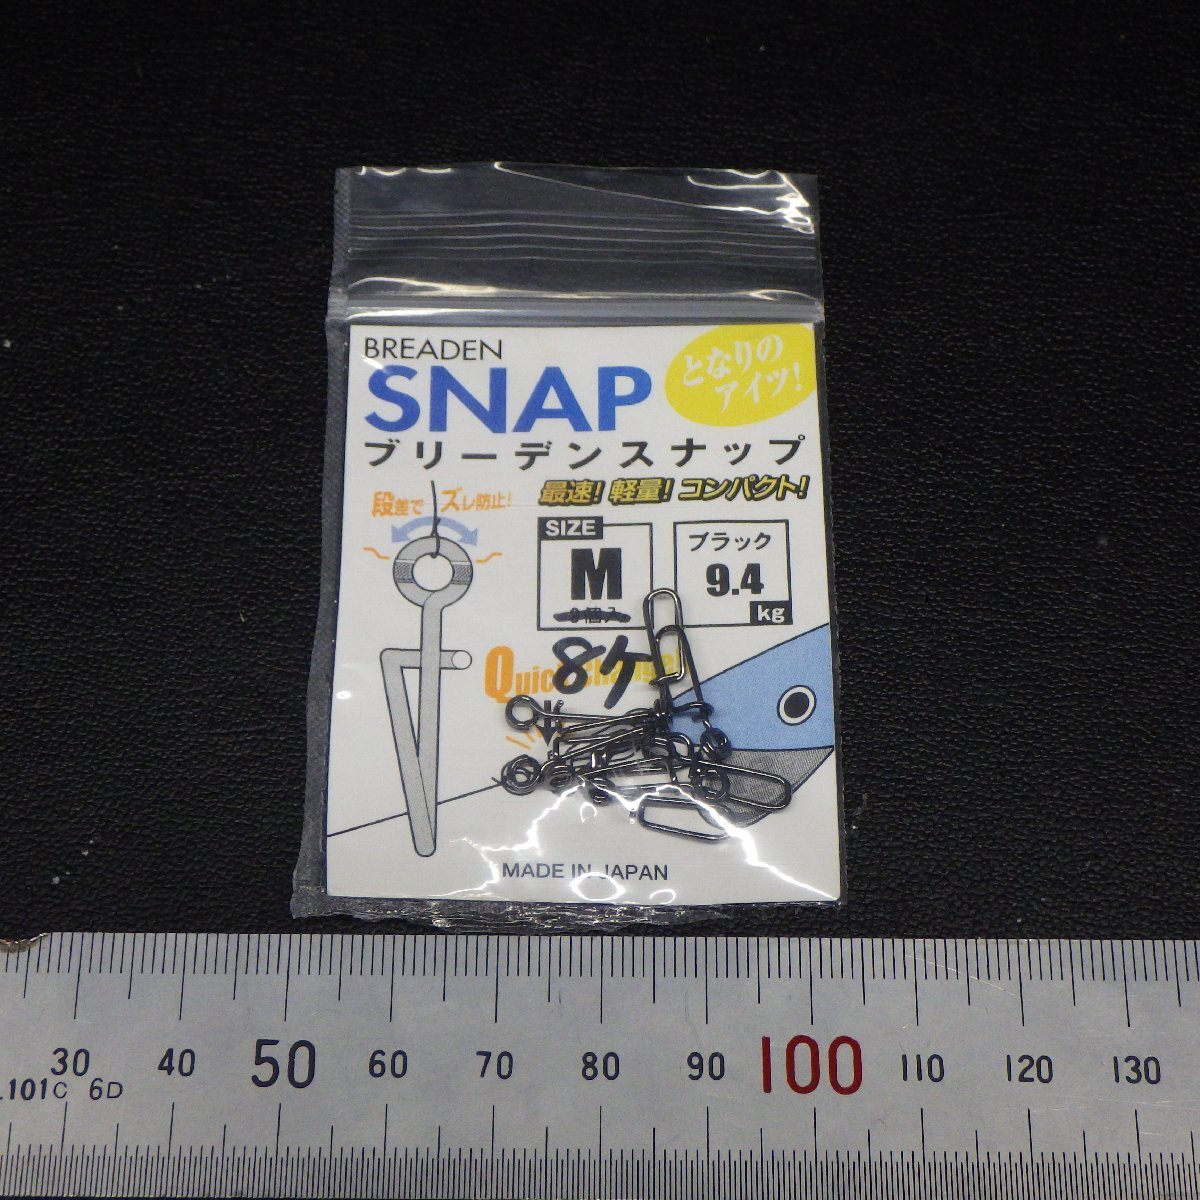 BREADEN
SNAP
となりの
アイツ!
ブリーデンスナップ
段差で ズレ防止!
最速! 軽量! コンパクト!
SIZE
M
ブラック
9.4
kg
8ケ
MADE IN JAPAN
30 40 50 60 70 80 90 100 110 120 130
101C 6D